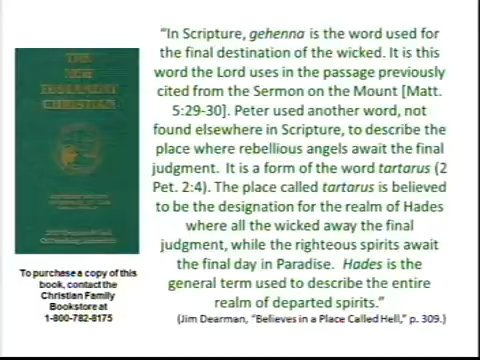 "In Scripture, gehenna is the word used for
the final destination of the wicked. It is this
word the Lord uses in the passage previously
cited from the Sermon on the Mount [Matt.
5:29-30]. Peter used another word, not
found elsewhere in Scripture, to describe the
place where rebellious angels await the final
judgment. It is a form of the word tartarus (2
Pet. 2:4). The place called tartarus is believed
to be the designation for the realm of Hades
where all the wicked away the final
judgment, while the righteous spirits await
the final day in Paradise. Hades is the
general term used to describe the entire
realm of departed spirits."
(Jim Dearman, "Believes in a Place Called Hell," p. 309.)
THE
NEW
TESTAMENT
CHRISTIAN
To purchase a copy of this
book, contact the
Christian Family
Bookstore at
1-800-782-8175